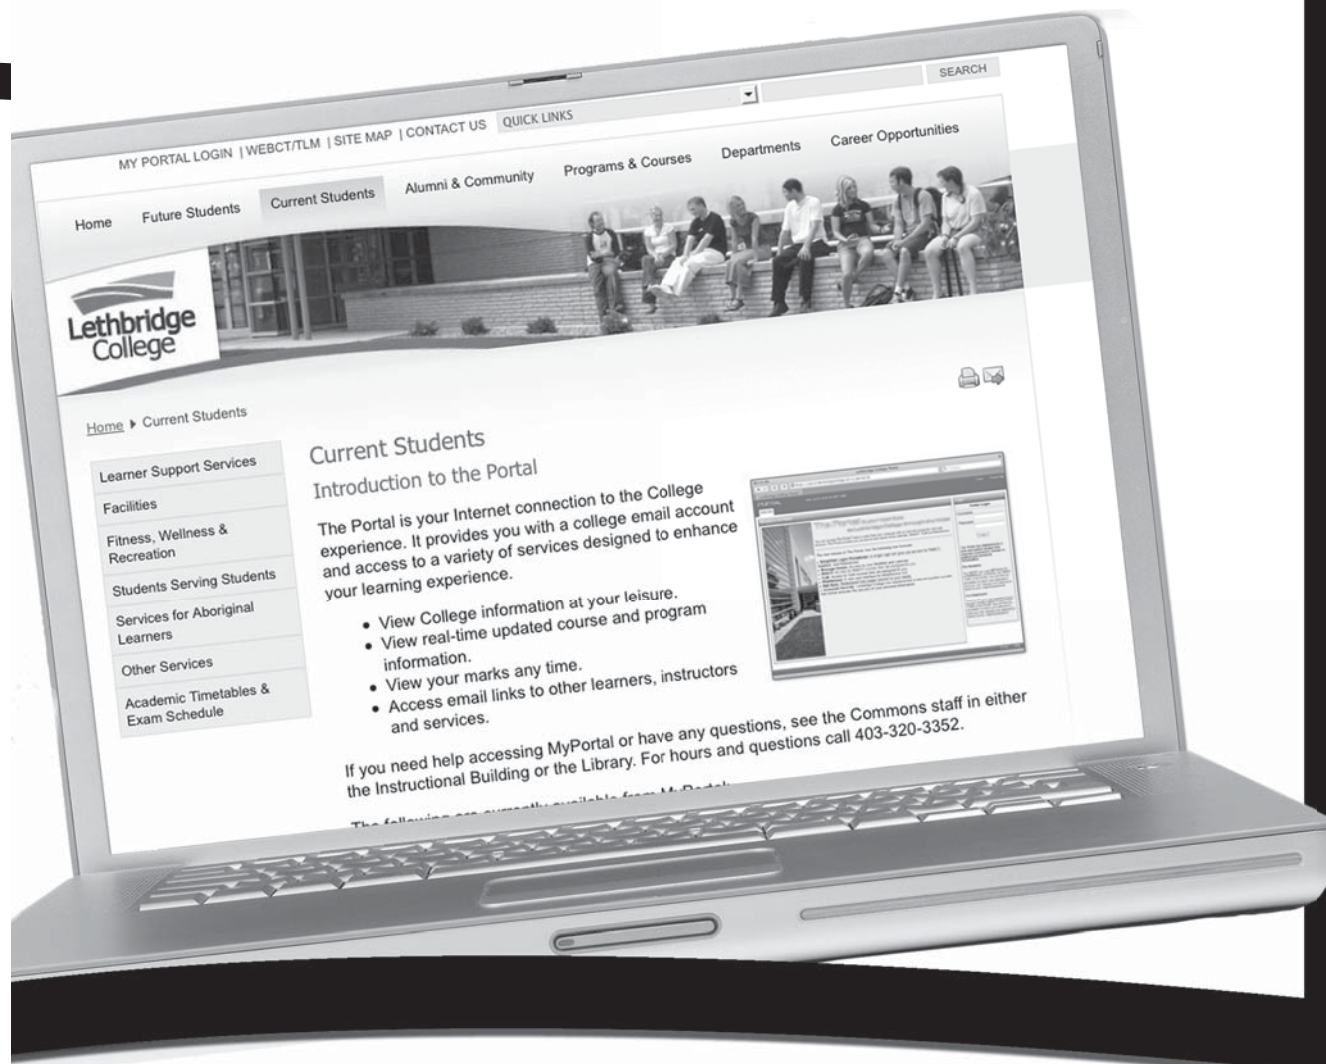 SEARCH
MY PORTAL LOGIN | WEBCT/TLM | SITE MAP | CONTACT US QUICK LINKS
Home Future Students Current Students Alumni & Community Programs & Courses Departments Career Opportunities
Lethbridge
College
Home Current Students
Learner Support Services
Facilities
Fitness, Wellness &
Recreation
Students Serving Students
Services for Aboriginal
Learners
Other Services
Academic Timetables &
Exam Schedule
Current Students
Introduction to the Portal
The Portal is your Internet connection to the College
experience. It provides you with a college email account
and access to a variety of services designed to enhance
your learning experience.
• View College information at your leisure.
• View real-time updated course and program
information.
• View your marks any time.
• Access email links to other learners, instructors
and services.
If you need help accessing MyPortal or have any questions, see the Commons staff in either
the Instructional Building or the Library. For hours and questions call 403-320-3352.
The following are currently available from MyPortal: